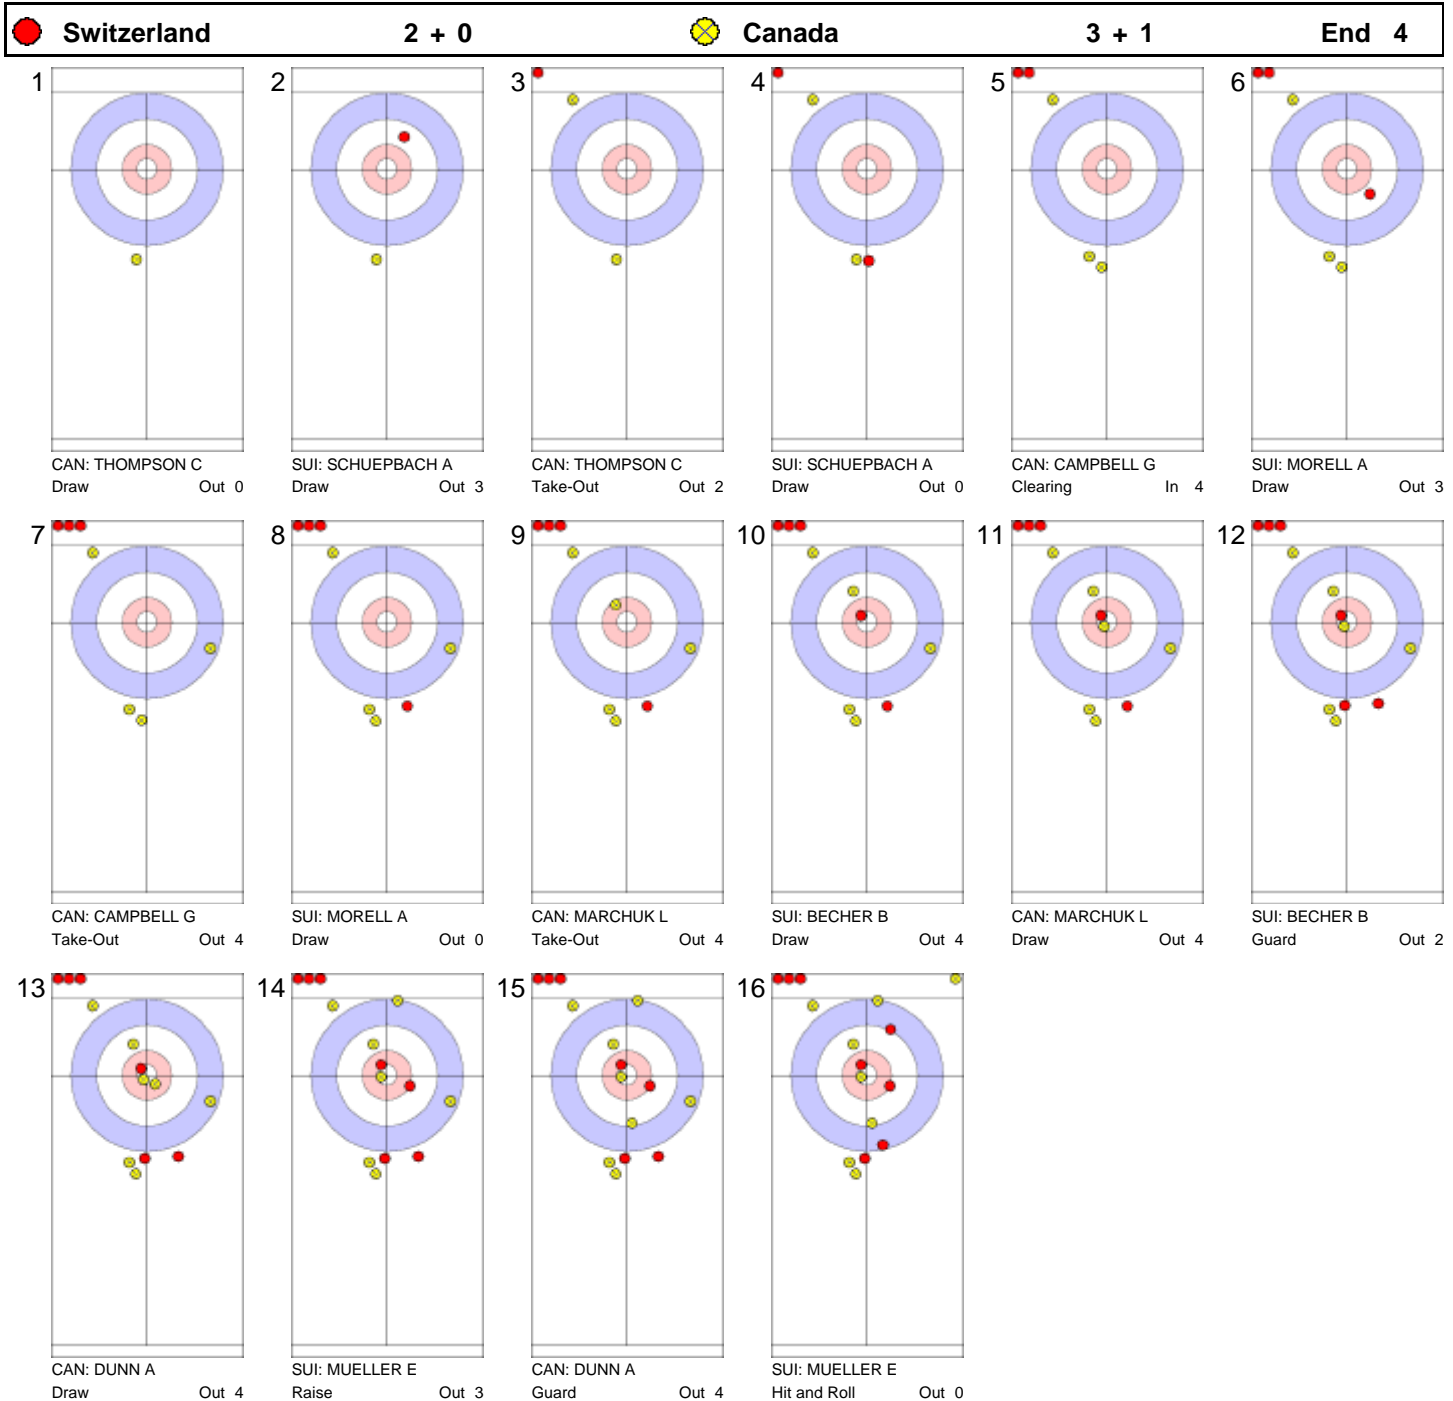 Switzerland 2 + 0 Canada 3 + 1 End 4
1 2 3 4 5 6
CAN: THOMPSON C SUI: SCHUEPBACH A CAN: THOMPSON C SUI: SCHUEPBACH A CAN: CAMPBELL G SUI: MORELL A
Draw Out 0 Draw Out 3 Take-Out Out 2 Draw Out 0 Clearing In 4 Draw Out 3
7 8 9 10 11 12
CAN: CAMPBELL G SUI: MORELL A CAN: MARCHUK L SUI: BECHER B CAN: MARCHUK L SUI: BECHER B
Take-Out Out 4 Draw Out 0 Take-Out Out 4 Draw Out 4 Draw Out 4 Guard Out 2
13 14 15 16
CAN: DUNN A SUI: MUELLER E CAN: DUNN A SUI: MUELLER E
Draw Out 4 Raise Out 3 Guard Out 4 Hit and Roll Out 0